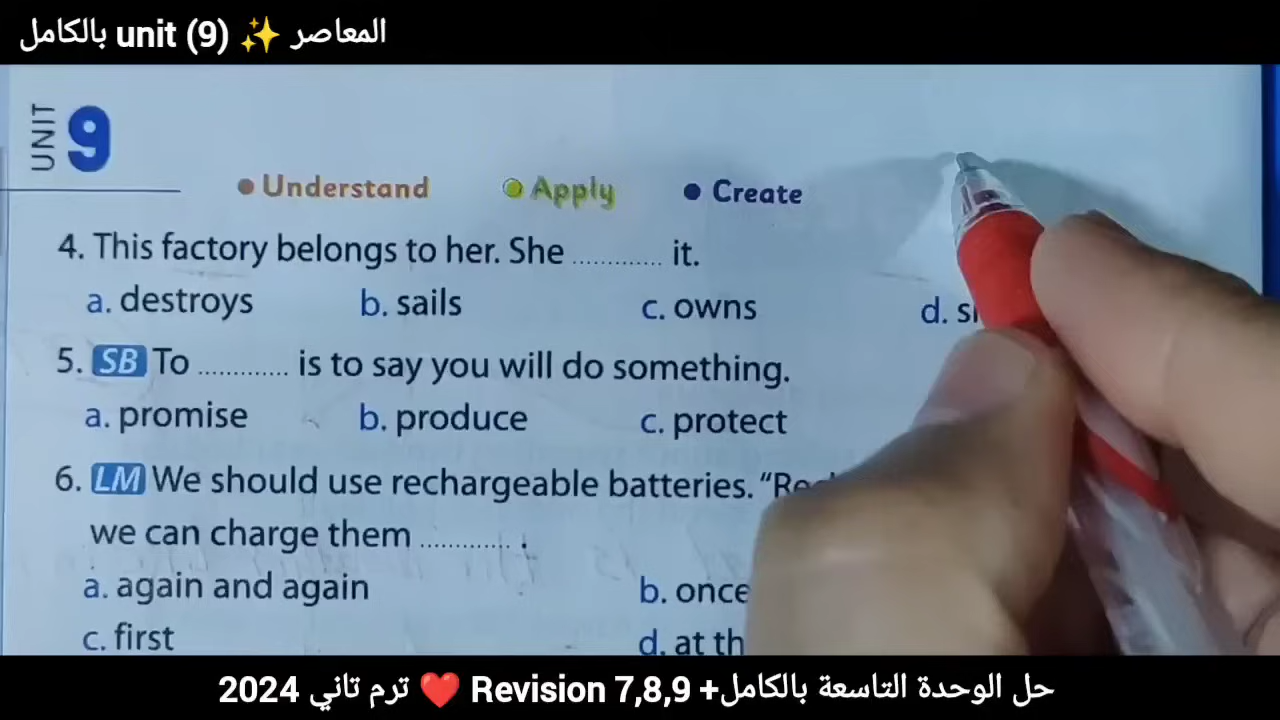 المعاصر ✨ unit (9) بالكامل
UNIT 9
Understand Apply Create
4. This factory belongs to her. She ............. it.
a. destroys b. sails c. owns d.
5. SB To ............. is to say you will do something.
a. promise b. produce c. protect
6. LM We should use rechargeable batteries.
we can charge them ............. .
a. again and again b. once
c. first d. at
حل الوحدة التاسعة بالكامل+ Revision 7,8,9 ❤️ ترم تاني 2024